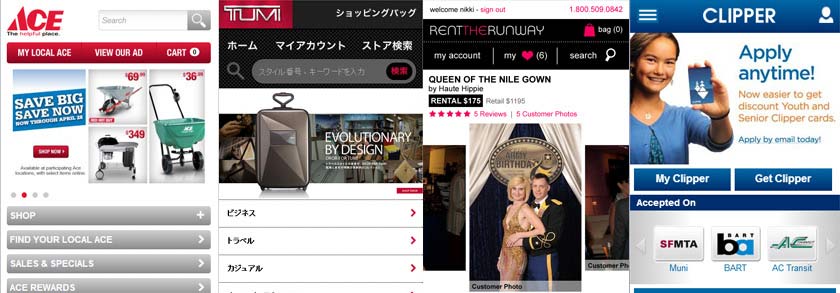 ACE
The helpful place.
Search
MY LOCAL ACE
VIEW OUR AD
CART 0
SAVE BIG
SAVE NOW
NOW THROUGH APRIL 28
$69.99
RED HOT BUY
$36.99
$349
SHOP NOW
Available at participating Ace
locations, with select items online.
SHOP
FIND YOUR LOCAL ACE
SALES & SPECIALS
ACE REWARDS
TUMI
ショッピングバッグ
ホーム
マイアカウント
ストア検索
スタイル番号・キーワードを入力
検索
EVOLUTIONARY
BY DESIGN
ビジネス
トラベル
カジュアル
welcome nikki - sign out
1.800.509.0842
RENTTHERUNWAY
bag (0)
my account
my (6)
search
QUEEN OF THE NILE GOWN
by Haute Hippie
RENTAL $175 Retail $1195
5 Reviews | 5 Customer Photos
BIRTHDAY
Customer Photo
Customer Ph
CLIPPER
Apply
anytime!
Now easier to get
discount Youth and
Senior Clipper cards.
Apply by email today!
My Clipper
Get Clipper
Accepted On
SFMTA
BART
ba
AC
Muni
BART
AC Transit